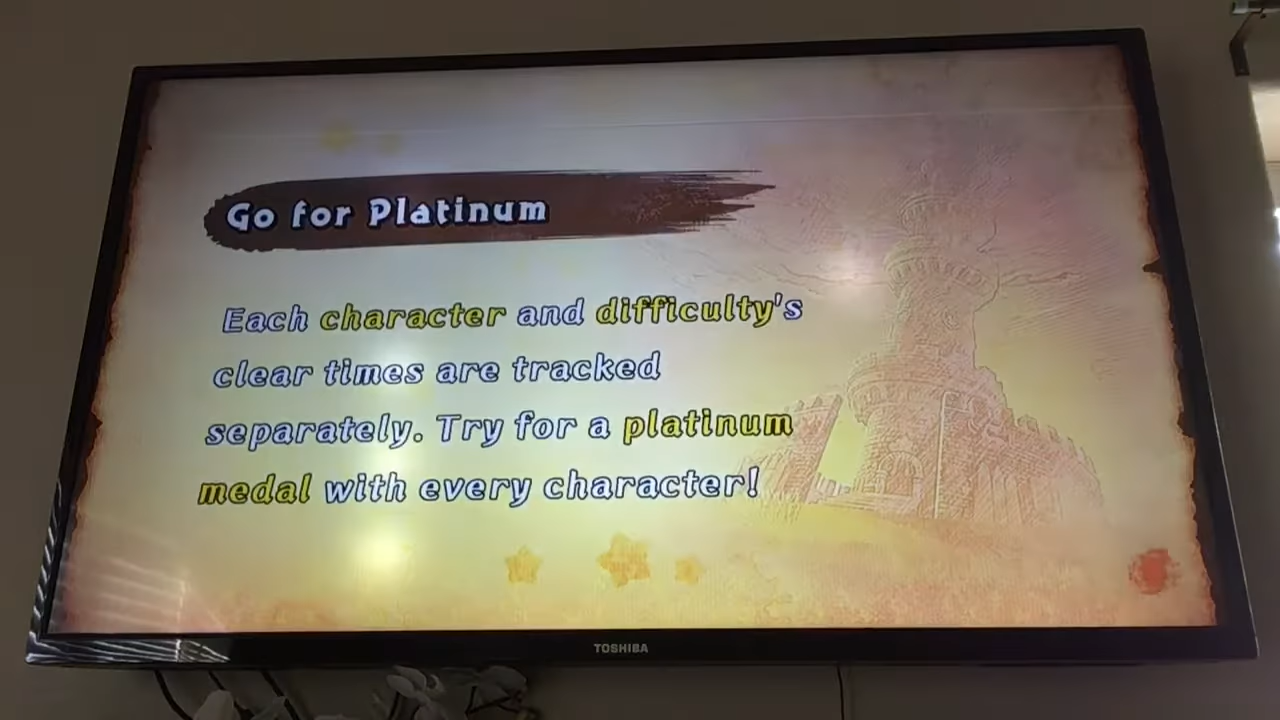 Go for Platinum
Each character and difficulty's
clear times are tracked
separately. Try for a platinum
medal with every character!
TOSHIBA